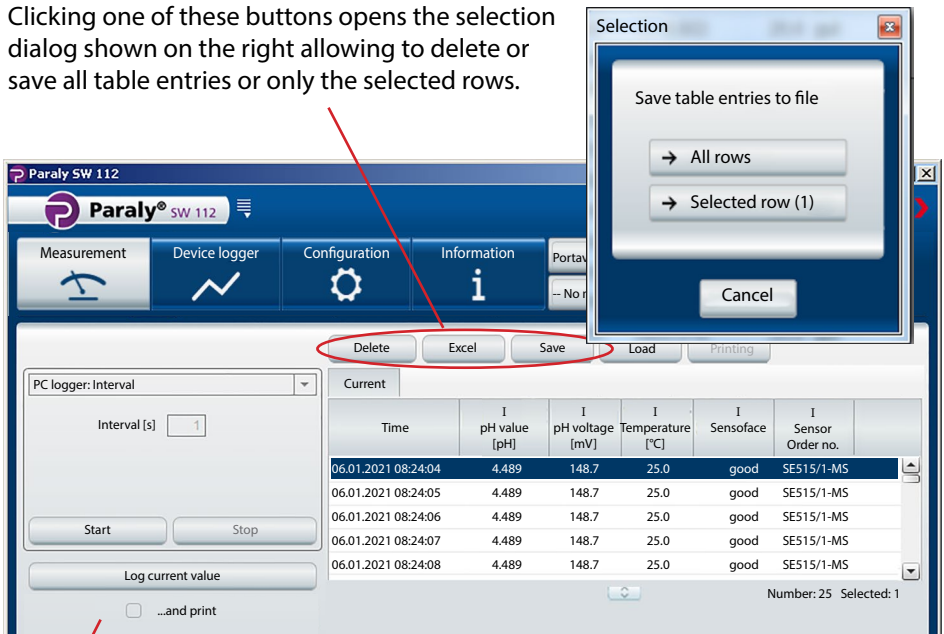 Clicking one of these buttons opens the selection
dialog shown on the right allowing to delete or
save all table entries or only the selected rows.
Selection
Save table entries to file
All rows
Selected row (1)
Cancel
Paraly SW 112
Paraly® SW 112
Measurement Device logger Configuration Information
-- No
Delete Excel Save Load Printing
PC logger: Interval
Interval [s] 1
Start Stop
Log current value
...and print
Current
Time I pH value [pH] I pH voltage [mV] I Temperature [°C] I Sensoface I Sensor Order no.
06.01.2021 08:24:04 4.489 148.7 25.0 good SE515/1-MS
06.01.2021 08:24:05 4.489 148.7 25.0 good SE515/1-MS
06.01.2021 08:24:06 4.489 148.7 25.0 good SE515/1-MS
06.01.2021 08:24:07 4.489 148.7 25.0 good SE515/1-MS
06.01.2021 08:24:08 4.489 148.7 25.0 good SE515/1-MS
Number: 25 Selected: 1